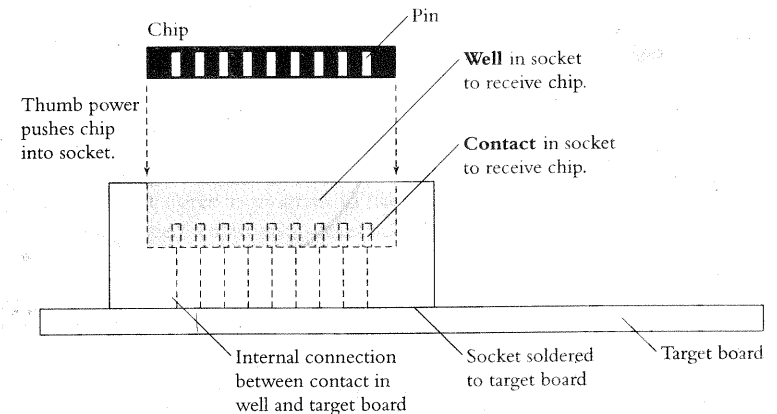 Chip
Pin
Well in socket
to receive chip.
Thumb power
pushes chip
into socket.
Contact in socket
to receive chip.
Internal connection
between contact in
well and target board
Socket soldered
to target board
Target board